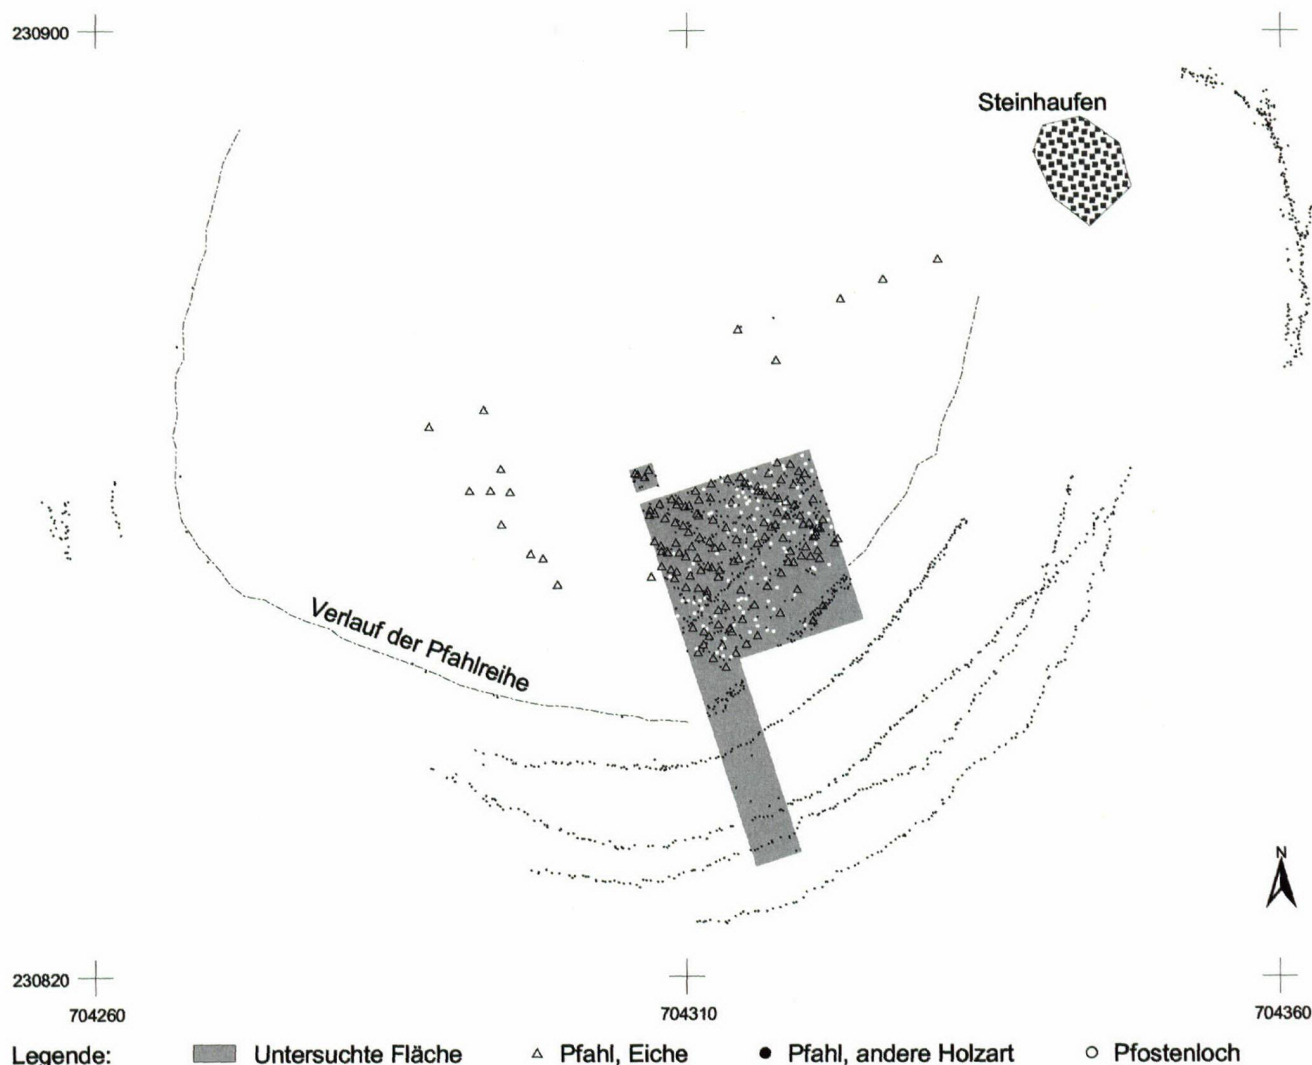 230900
Steinhaufen
Verlauf der Pfahlreihe
N
230820
704260
704310
704360
Legende:
Untersuchte Fläche
Pfahl, Eiche
Pfahl, andere Holzart
Pfostenloch